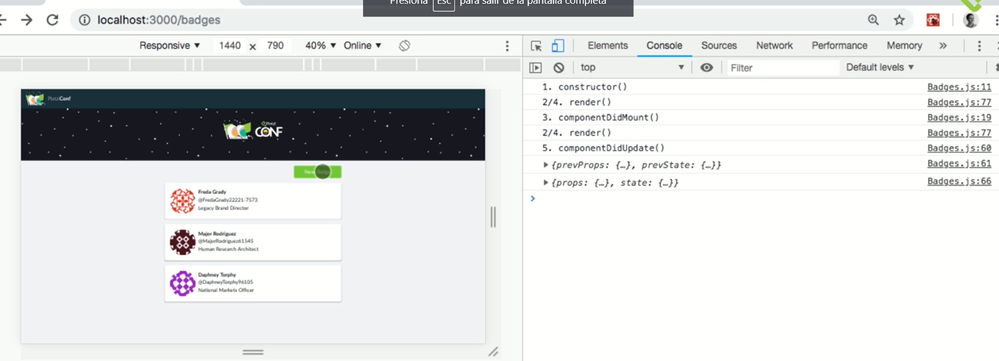 Presiona Esc para salir de la pantalla completa
localhost:3000/badges
Responsive ▼ 1440 × 790 40% ▼ Online ▼
Elements Console Sources Network Performance Memory »
top ▼ Filter Default levels ▼
PlatziConf
Platzi
CONF
New
Freda Grady
@FredaGrady22221-7573
Legacy Brand Director
Major Rodriguez
@MajorRodriguez61545
Human Research Architect
Daphney Torphy
@DaphneyTorphy96105
National Markets Officer
1. constructor() Badges.js:11
2/4. render() Badges.js:77
3. componentDidMount() Badges.js:19
2/4. render() Badges.js:77
5. componentDidUpdate() Badges.js:60
▶{prevProps: {…}, prevState: {…}} Badges.js:61
▶{props: {…}, state: {…}} Badges.js:66
>